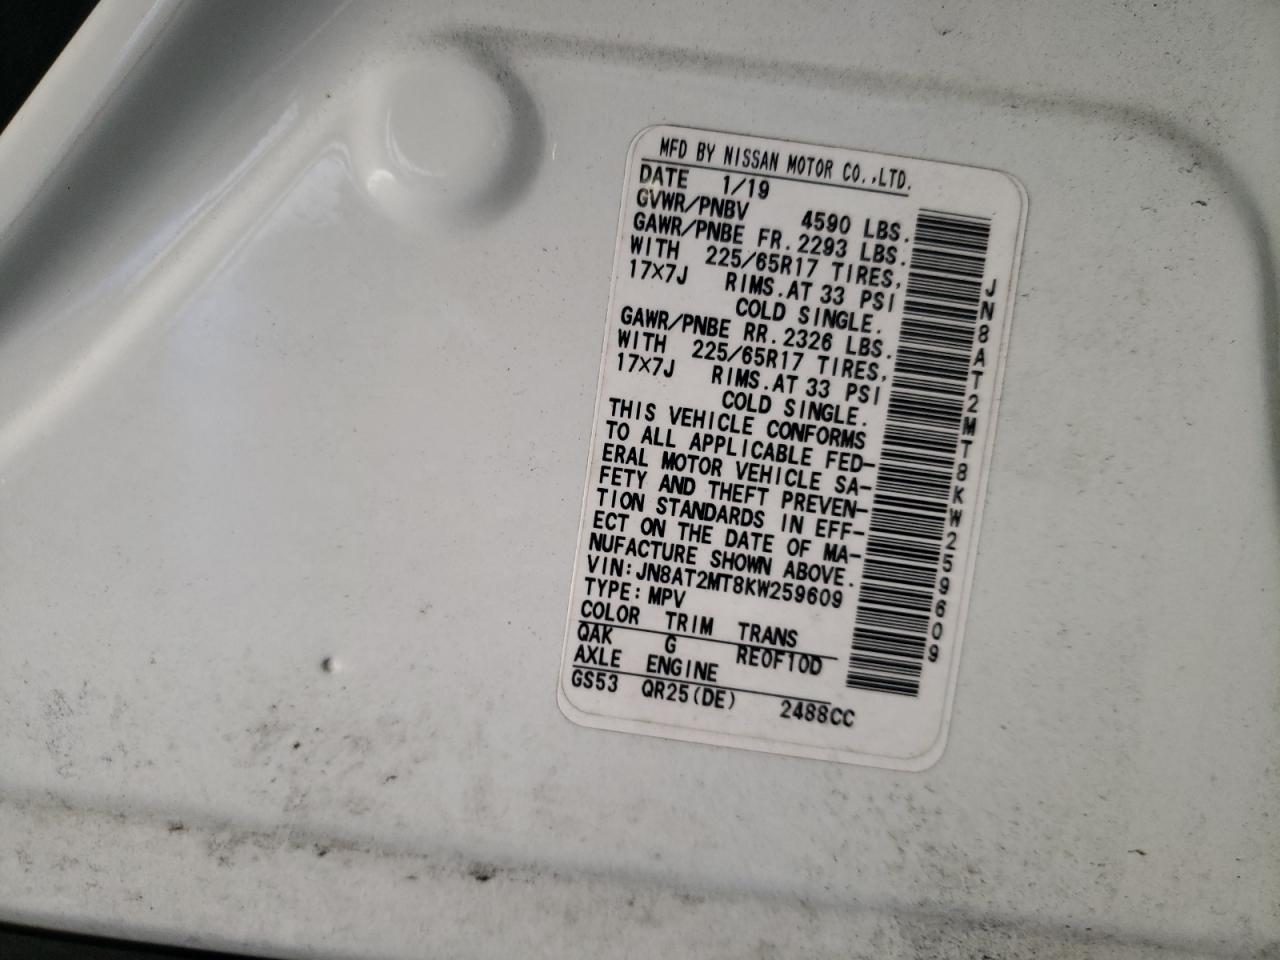 MFD BY NISSAN MOTOR CO.,LTD.
DATE 1/19
GVWR/PNBV 4590 LBS.
GAWR/PNBE FR. 2293 LBS.
WITH 225/65R17 TIRES,
17×7J RIMS. AT 33 PSI
COLD SINGLE.
GAWR/PNBE RR. 2326 LBS.
WITH 225/65R17 TIRES,
17×7J RIMS. AT 33 PSI
COLD SINGLE.
THIS VEHICLE CONFORMS
TO ALL APPLICABLE FED-
ERAL MOTOR VEHICLE SA-
FETY AND THEFT PREVEN-
TION STANDARDS IN EFF-
ECT ON THE DATE OF MA-
NUFACTURE SHOWN ABOVE.
VIN:JN8AT2MT8KW259609
TYPE:MPV
COLOR TRIM TRANS
QAK G RE0F10D
AXLE ENGINE
GS53 QR25(DE) 2488CC
JN8AT2MT8KW259609